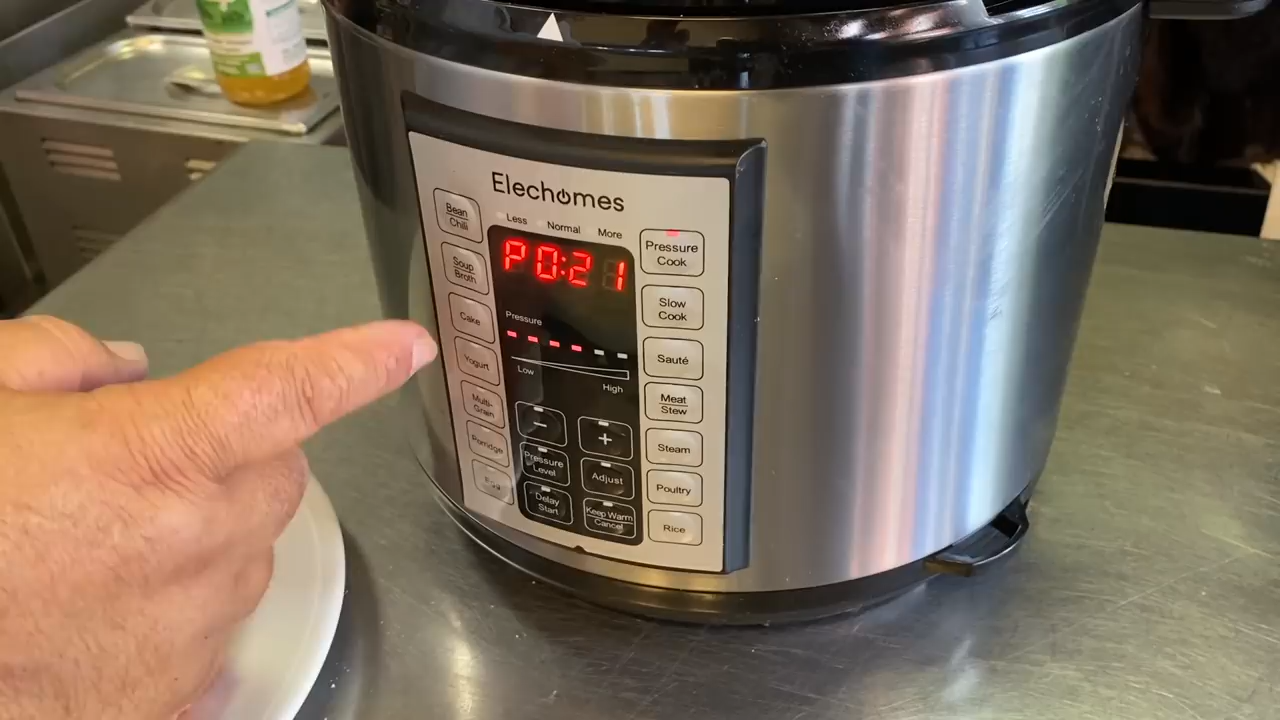 Elechomes
Less Normal More
P0:21
Pressure
Low High
Bean
Chili
Soup
Broth
Cake
Yogurt
Multi-
Grain
Porridge
Egg
−
+
Pressure
Level
Adjust
Delay
Start
Keep Warm
Cancel
Pressure
Cook
Slow
Cook
Sauté
Meat
Stew
Steam
Poultry
Rice